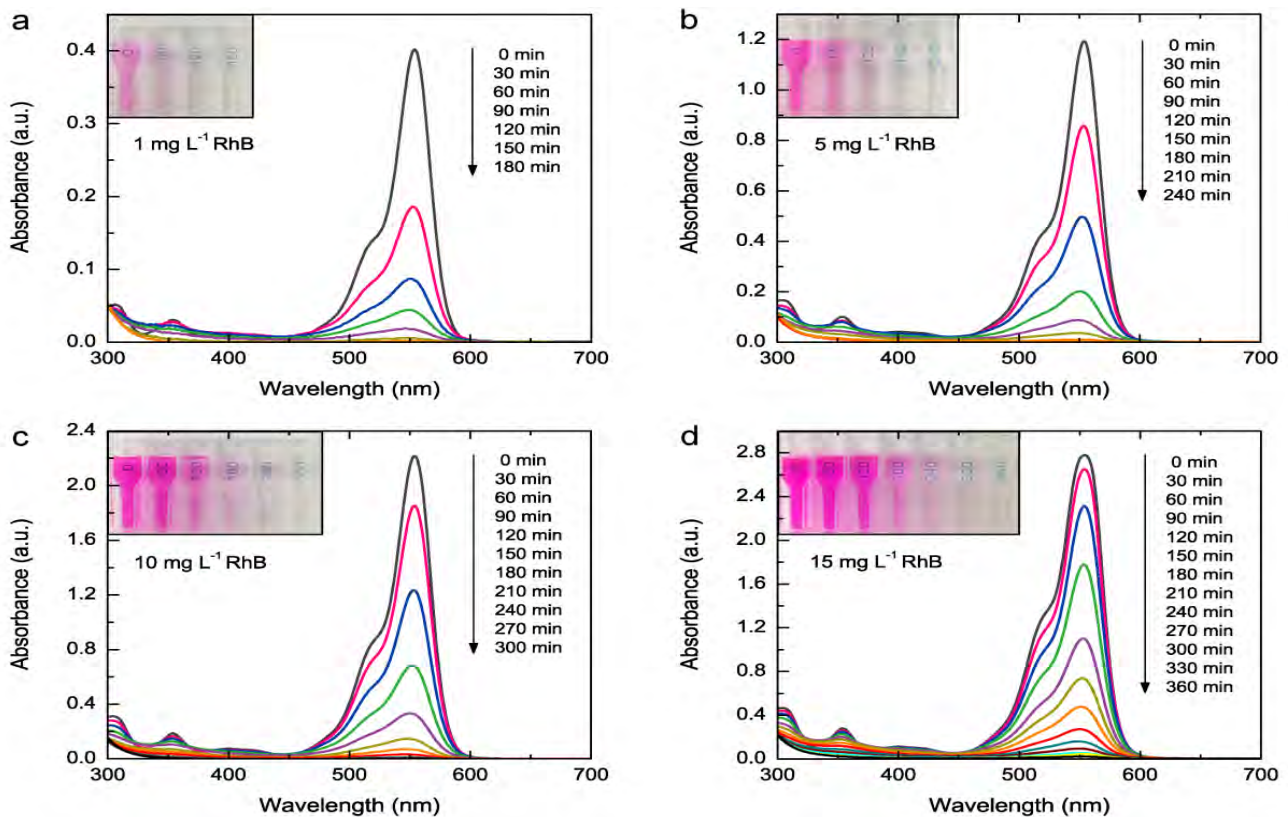 a
0.4
0.3
0.2
0.1
0.0
Absorbance (a.u.)
0
1 mg L⁻¹ RhB
0 min
30 min
60 min
90 min
120 min
150 min
180 min
300
400
500
600
700
Wavelength (nm)
b
1.2
1.0
0.8
0.6
0.4
0.2
0.0
Absorbance (a.u.)
5 mg L⁻¹ RhB
0 min
30 min
60 min
90 min
120 min
150 min
180 min
210 min
240 min
300
400
500
600
700
Wavelength (nm)
c
2.4
2.0
1.6
1.2
0.8
0.4
0.0
Absorbance (a.u.)
0
10 mg L⁻¹ RhB
0 min
30 min
60 min
90 min
120 min
150 min
180 min
210 min
240 min
270 min
300 min
300
400
500
600
700
Wavelength (nm)
d
2.8
2.4
2.0
1.6
1.2
0.8
0.4
0.0
Absorbance (a.u.)
15 mg L⁻¹ RhB
0 min
30 min
60 min
90 min
120 min
150 min
180 min
210 min
240 min
270 min
300 min
330 min
360 min
300
400
500
600
700
Wavelength (nm)